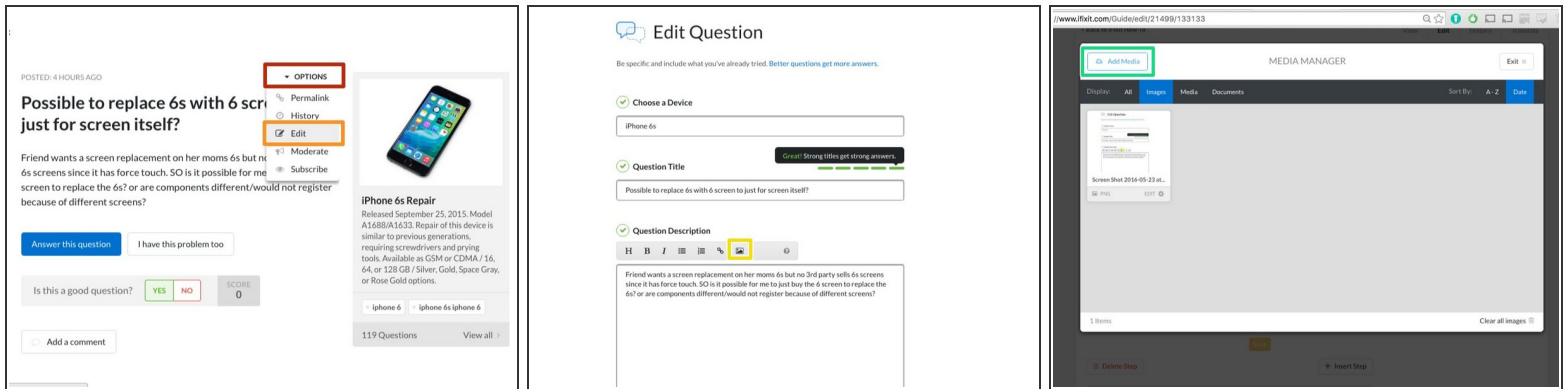 POSTED: 4 HOURS AGO
OPTIONS
Permalink
History
Edit
Moderate
Subscribe
Possible to replace 6s with 6 scre
just for screen itself?
Friend wants a screen replacement on her moms 6s but no
6s screens since it has force touch. SO is it possible for me
screen to replace the 6s? or are components different/would not register
because of different screens?
Answer this question
I have this problem too
Is this a good question?
YES
NO
SCORE
0
Add a comment
iPhone 6s Repair
Released September 25, 2015. Model
A1688/A1633. Repair of this device is
similar to previous generations,
requiring screwdrivers and prying
tools. Available as GSM or CDMA / 16,
64, or 128 GB / Silver, Gold, Space Gray,
or Rose Gold options.
iphone 6
iphone 6s iphone 6
119 Questions
View all
Edit Question
Be specific and include what you've already tried. Better questions get more answers.
Choose a Device
iPhone 6s
Great! Strong titles get strong answers.
Question Title
Possible to replace 6s with 6 screen to just for screen itself?
Question Description
H B I
Friend wants a screen replacement on her moms 6s but no 3rd party sells 6s screens
since it has force touch. SO is it possible for me to just buy the 6 screen to replace the
6s? or are components different/would not register because of different screens?
//www.ifixit.com/Guide/edit/21499/133133
Edit
Add Media
MEDIA MANAGER
Exit ×
Display: All Images Media Documents
Sort By: A - Z Date
Screen Shot 2016-05-23 at...
PNG
EDIT
1 Items
Clear all images
Delete Step
+ Insert Step